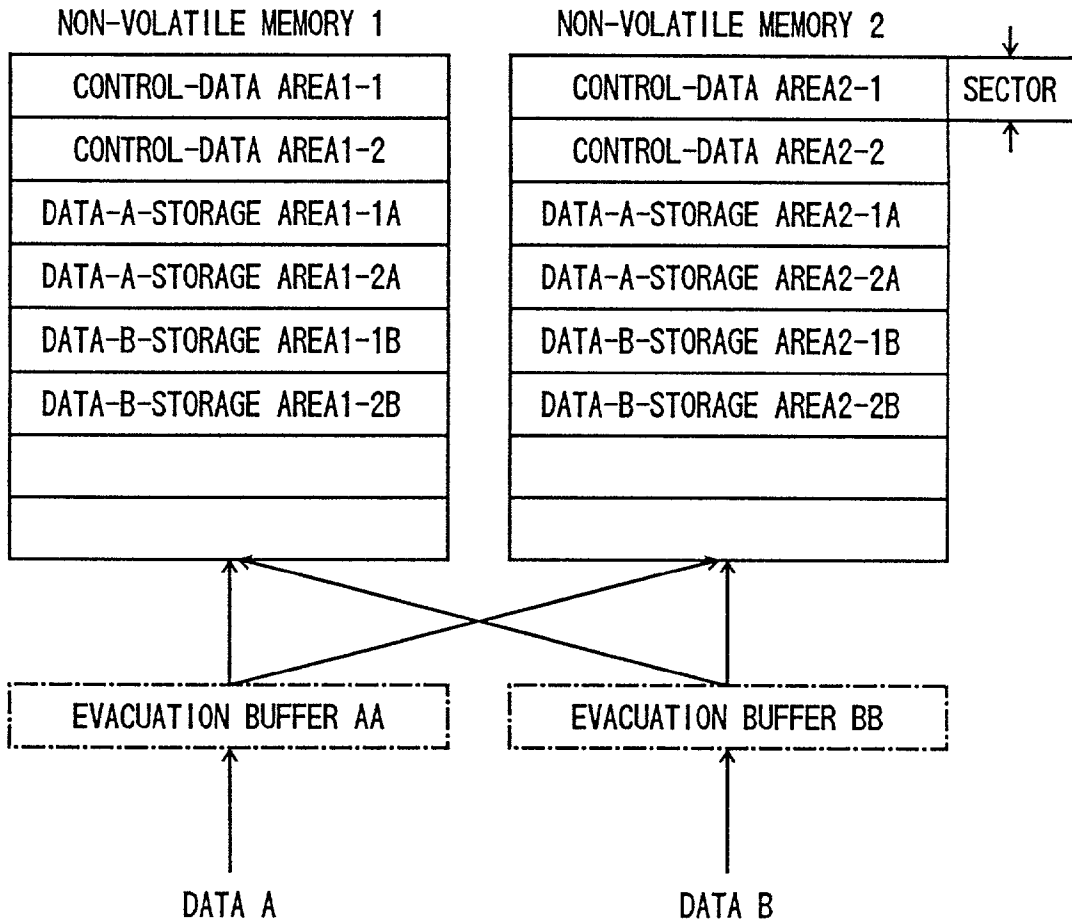 NON-VOLATILE MEMORY 1
CONTROL-DATA AREA1-1
CONTROL-DATA AREA1-2
DATA-A-STORAGE AREA1-1A
DATA-A-STORAGE AREA1-2A
DATA-B-STORAGE AREA1-1B
DATA-B-STORAGE AREA1-2B
NON-VOLATILE MEMORY 2
CONTROL-DATA AREA2-1
SECTOR
CONTROL-DATA AREA2-2
DATA-A-STORAGE AREA2-1A
DATA-A-STORAGE AREA2-2A
DATA-B-STORAGE AREA2-1B
DATA-B-STORAGE AREA2-2B
EVACUATION BUFFER AA
EVACUATION BUFFER BB
DATA A
DATA B